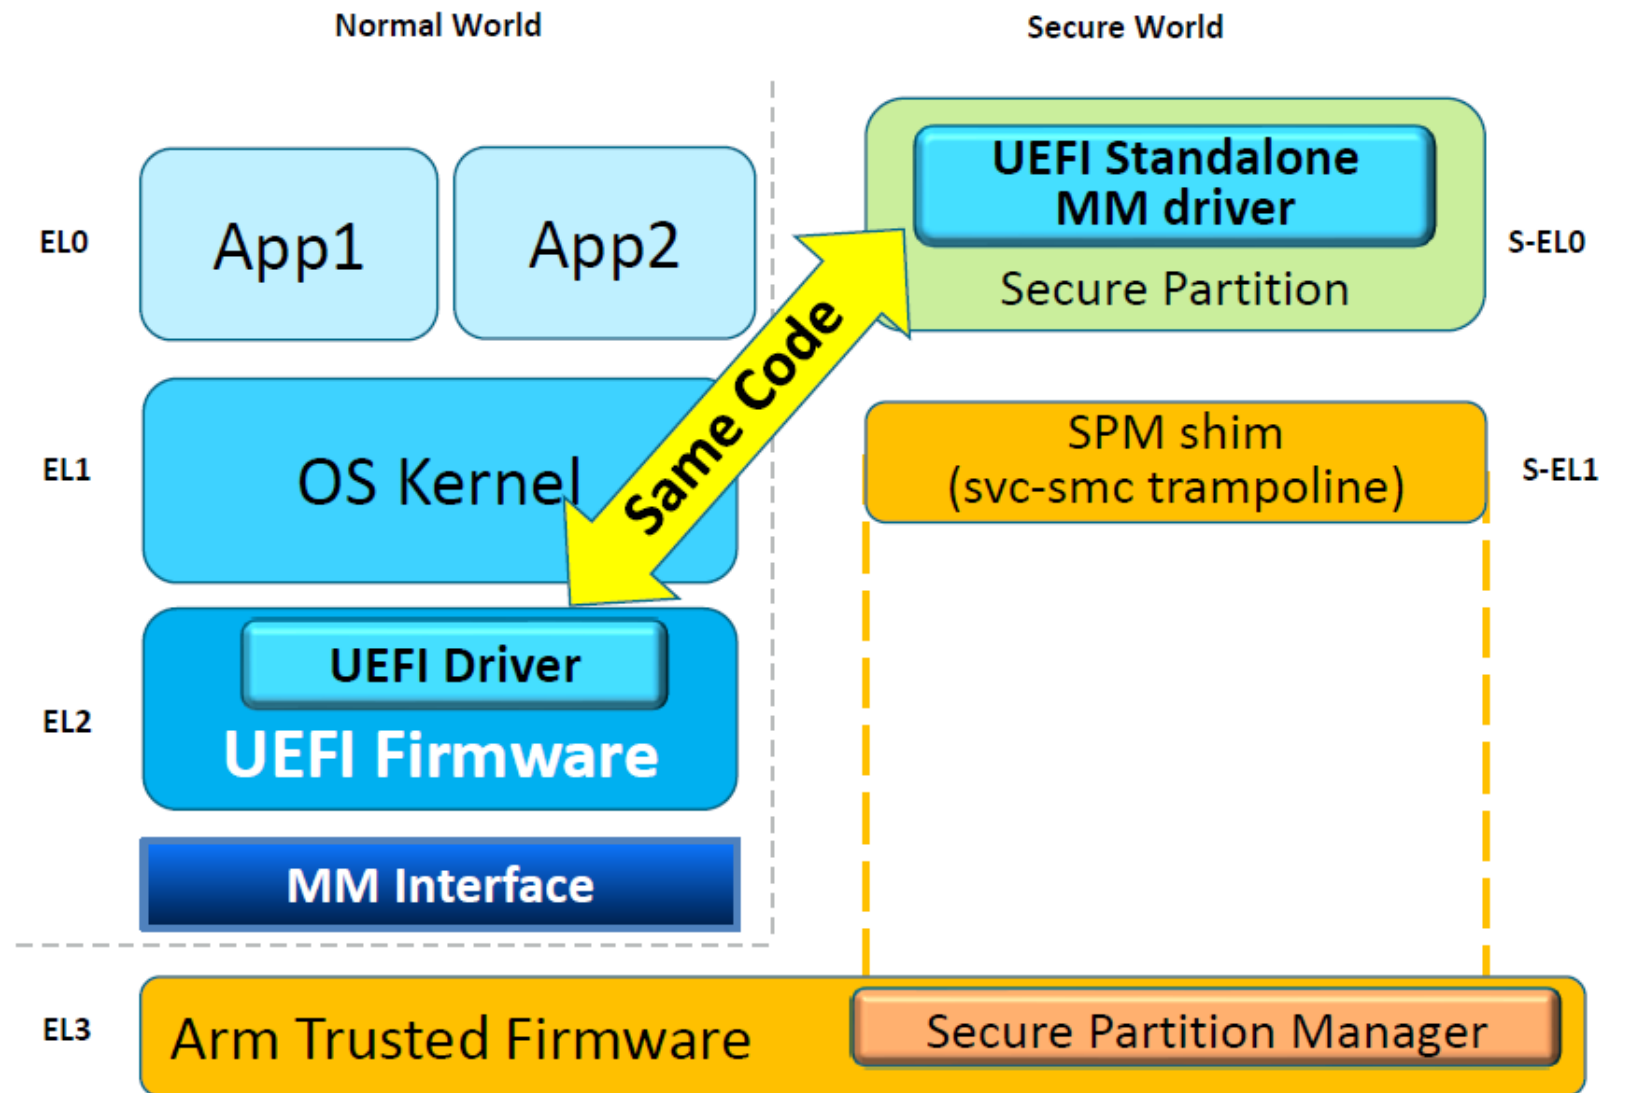 Normal World
Secure World
EL0
App1
App2
UEFI Standalone
MM driver
Secure Partition
S-EL0
Same Code
EL1
OS Kernel
SPM shim
(svc-smc trampoline)
S-EL1
EL2
UEFI Driver
UEFI Firmware
MM Interface
EL3
Arm Trusted Firmware
Secure Partition Manager